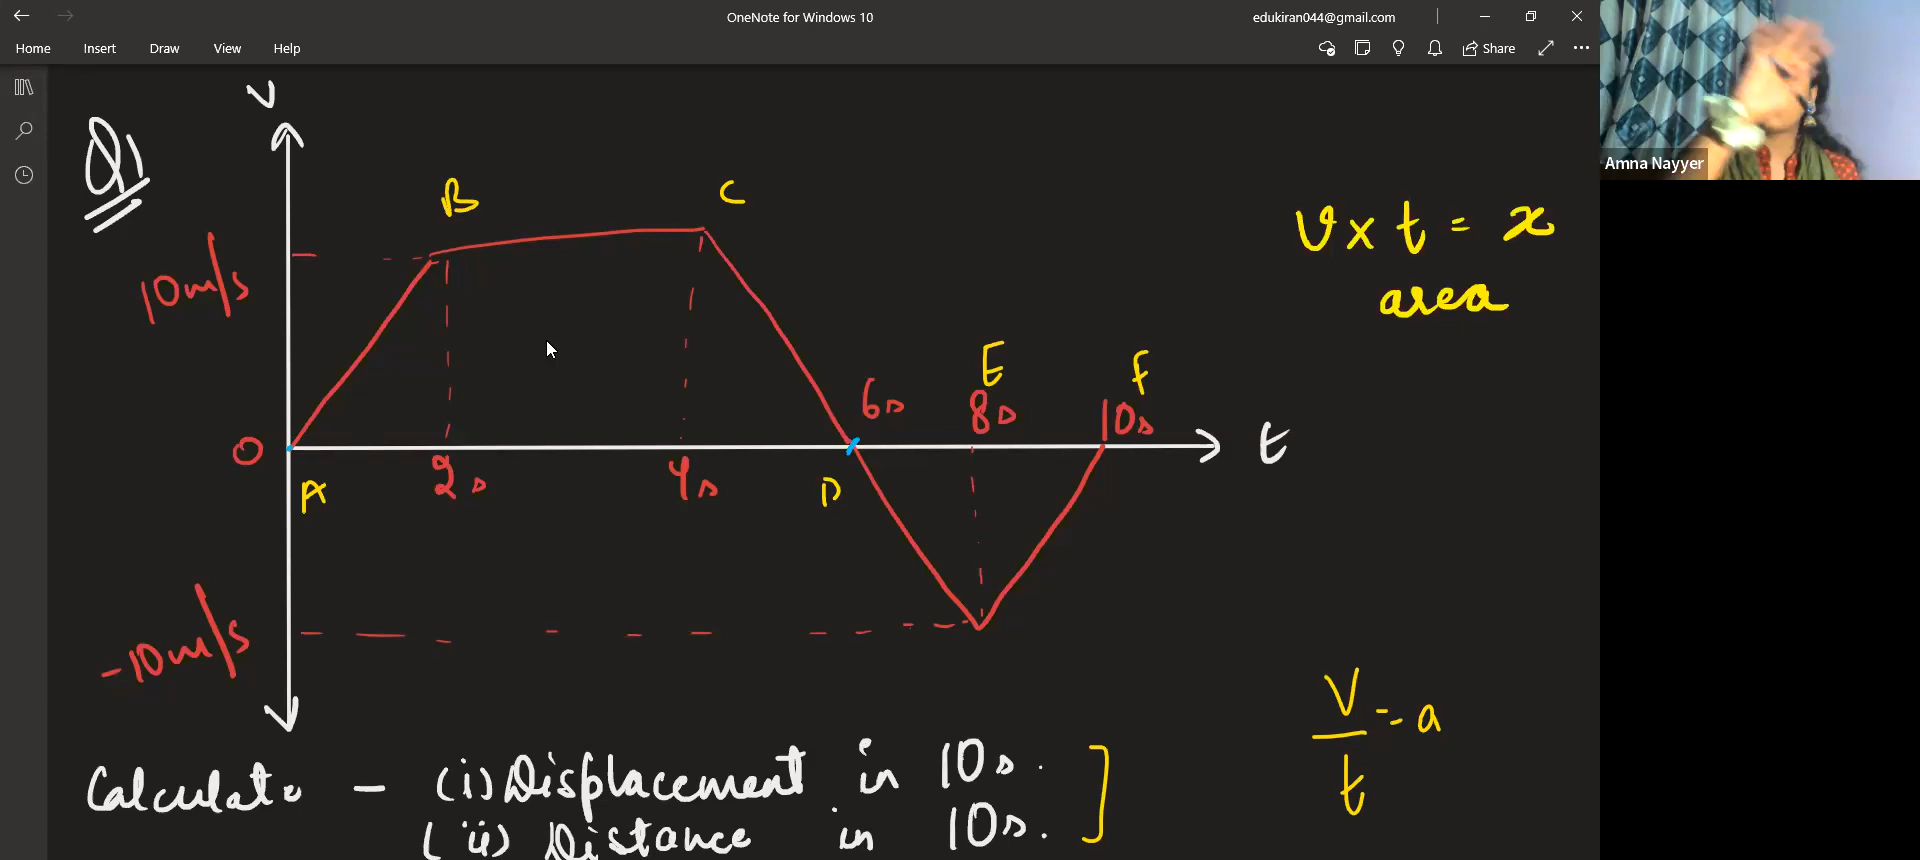 OneNote for Windows 10
edukiran044@gmail.com
Home Insert Draw View Help
Share
Amna Nayyer
Q1
v
B
C
10m/s
v x t = x
area
E
F
6s
8s
10s
O
t
A
2s
4s
D
-10m/s
V
= a
t
Calculate - (i) Displacement in 10s.
(ii) Distance in 10s.